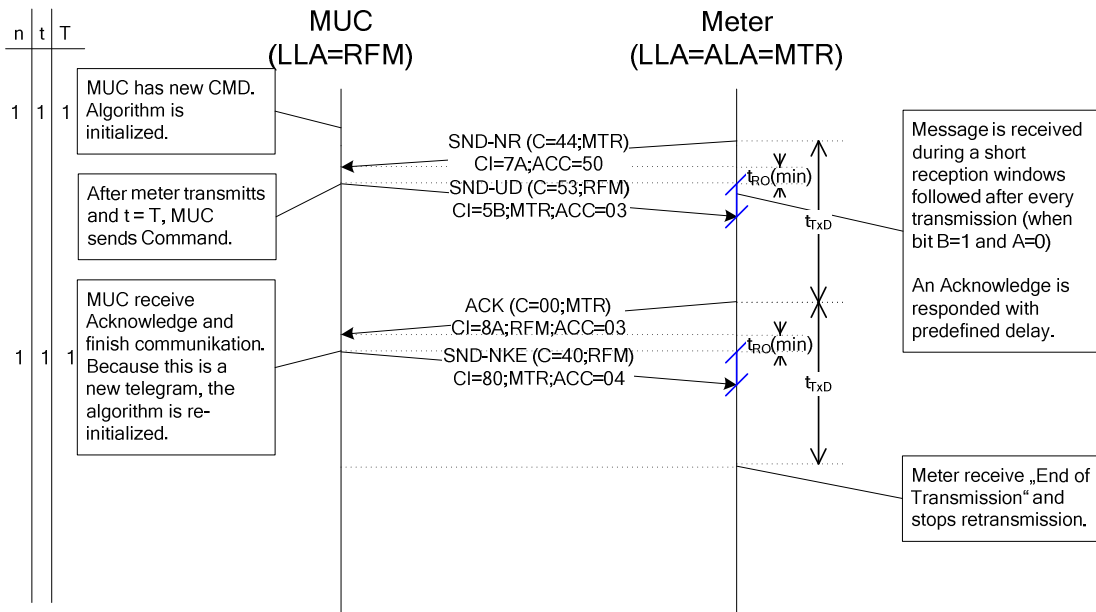 MUC
(LLA=RFM)
Meter
(LLA=ALA=MTR)
n t T
MUC has new CMD.
Algorithm is
initialized.
1 1 1
SND-NR (C=44;MTR)
CI=7A;ACC=50
SND-UD (C=53;RFM)
CI=5B;MTR;ACC=03
After meter transmits
and t = T, MUC
sends Command.
tRO(min)
tTxD
Message is received
during a short
reception windows
followed after every
transmission (when
bit B=1 and A=0)
An Acknowledge is
responded with
predefined delay.
MUC receive
Acknowledge and
finish communikation.
Because this is a
new telegram, the
algorithm is re-
initialized.
1 1 1
ACK (C=00;MTR)
CI=8A;RFM;ACC=03
SND-NKE (C=40;RFM)
CI=80;MTR;ACC=04
tRO(min)
tTxD
Meter receive „End of
Transmission“ and
stops retransmission.